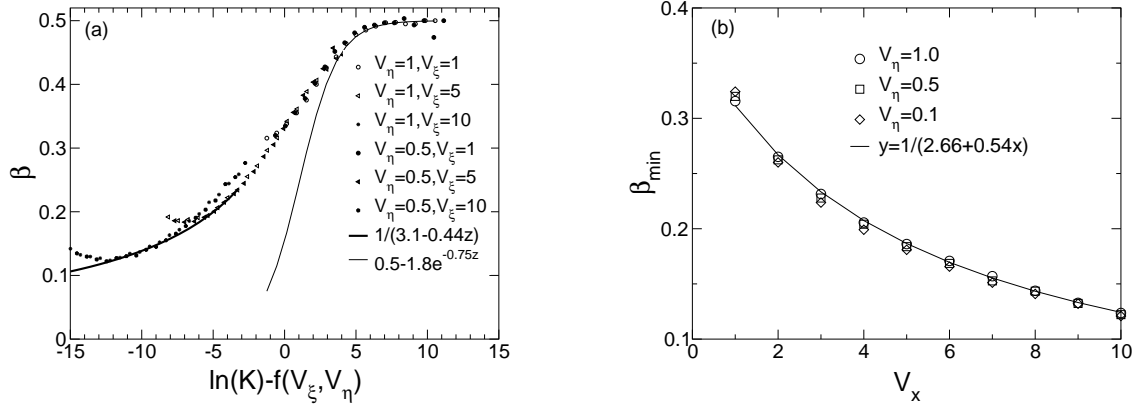 (a)
0.5
0.4
0.3
0.2
0.1
0
β
-15
-10
-5
0
5
10
15
ln(K)-f(V_ξ,V_η)
V_η=1,V_ξ=1
V_η=1,V_ξ=5
V_η=1,V_ξ=10
V_η=0.5,V_ξ=1
V_η=0.5,V_ξ=5
V_η=0.5,V_ξ=10
1/(3.1-0.44z)
0.5-1.8e^{-0.75z}
(b)
0.4
0.3
0.2
0.1
β_min
0
2
4
6
8
10
V_x
V_η=1.0
V_η=0.5
V_η=0.1
y=1/(2.66+0.54x)